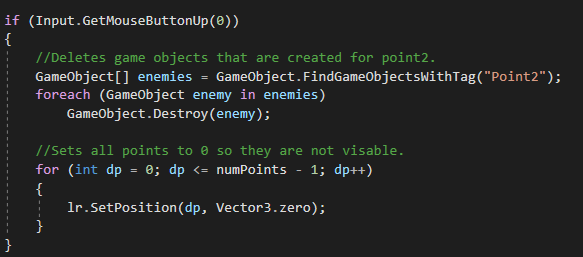 if (Input.GetMouseButtonUp(0))
{
//Deletes game objects that are created for point2.
GameObject[] enemies = GameObject.FindGameObjectsWithTag("Point2");
foreach (GameObject enemy in enemies)
GameObject.Destroy(enemy);
//Sets all points to 0 so they are not visable.
for (int dp = 0; dp <= numPoints - 1; dp++)
{
lr.SetPosition(dp, Vector3.zero);
}
}